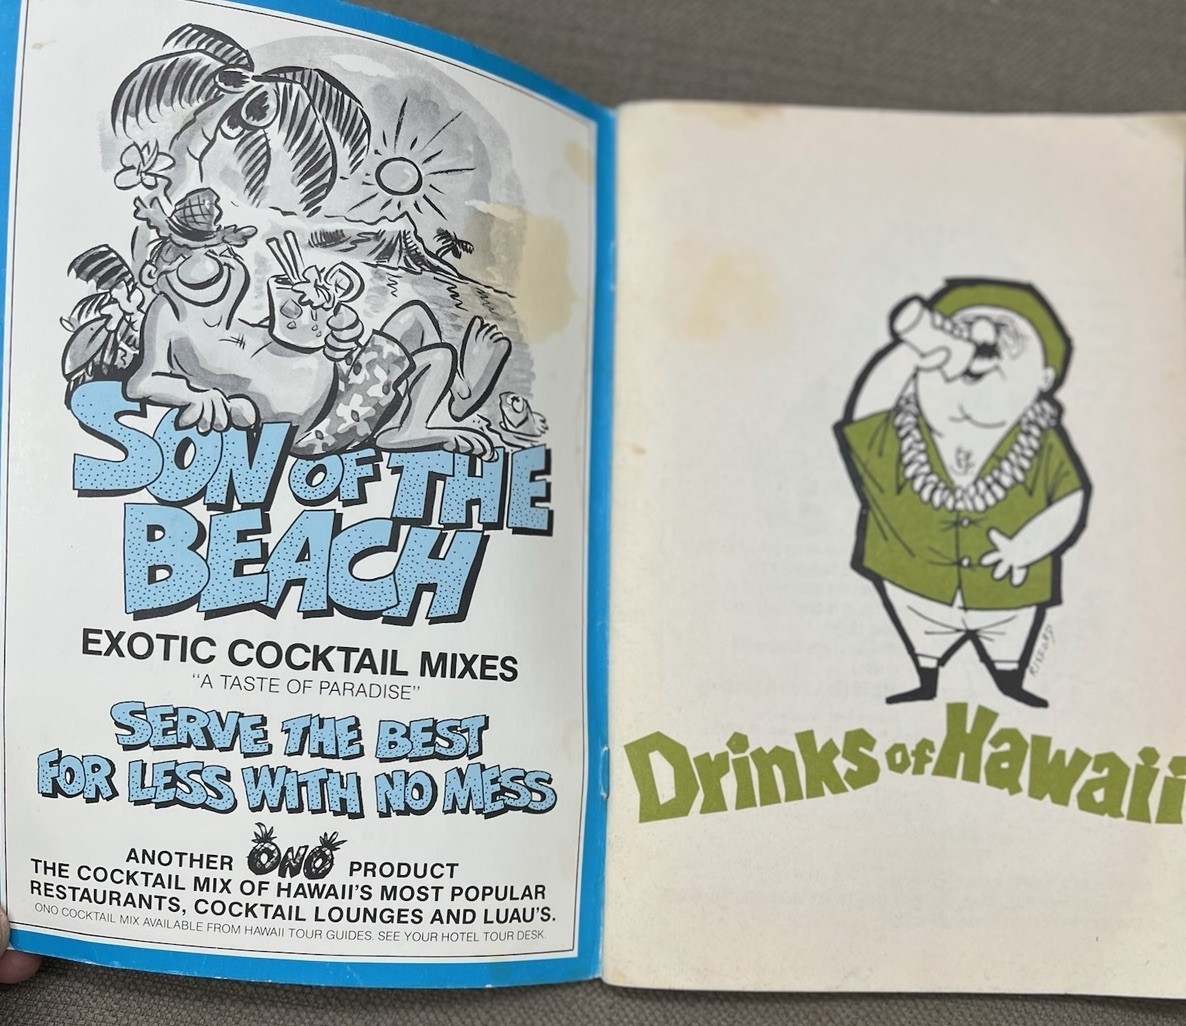 SON OF THE
BEACH
EXOTIC COCKTAIL MIXES
"A TASTE OF PARADISE"
SERVE THE BEST
FOR LESS WITH NO MESS
ANOTHER ONO PRODUCT
THE COCKTAIL MIX OF HAWAII'S MOST POPULAR
RESTAURANTS, COCKTAIL LOUNGES AND LUAU'S.
ONO COCKTAIL MIX AVAILABLE FROM HAWAII TOUR GUIDES. SEE YOUR HOTEL TOUR DESK.
Drinks of Hawaii